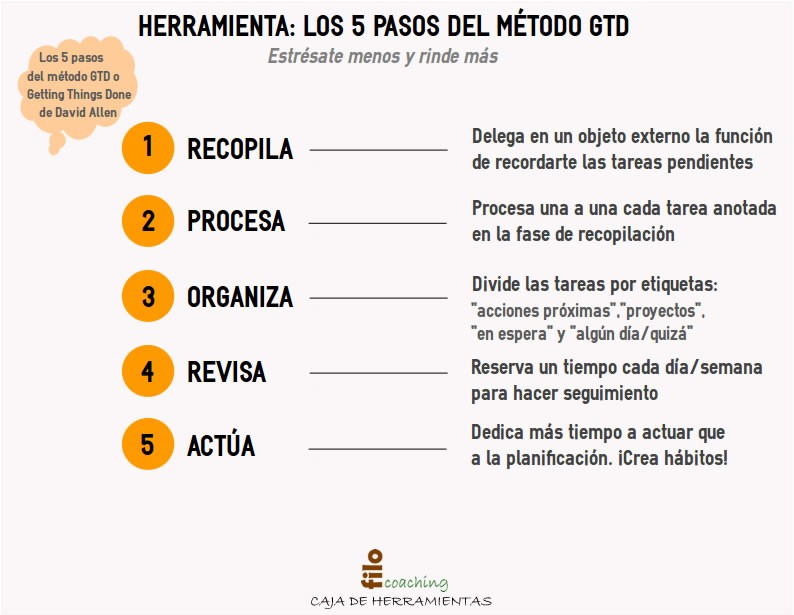 HERRAMIENTA: LOS 5 PASOS DEL MÉTODO GTD
Estrésate menos y rinde más
Los 5 pasos
del método GTD o
Getting Things Done
de David Allen
1 RECOPILA
Delega en un objeto externo la función
de recordarte las tareas pendientes
2 PROCESA
Procesa una a una cada tarea anotada
en la fase de recopilación
3 ORGANIZA
Divide las tareas por etiquetas:
"acciones próximas","proyectos",
"en espera" y "algún día/quizá"
4 REVISA
Reserva un tiempo cada día/semana
para hacer seguimiento
5 ACTÚA
Dedica más tiempo a actuar que
a la planificación. ¡Crea hábitos!
filo
coaching
CAJA DE HERRAMIENTAS